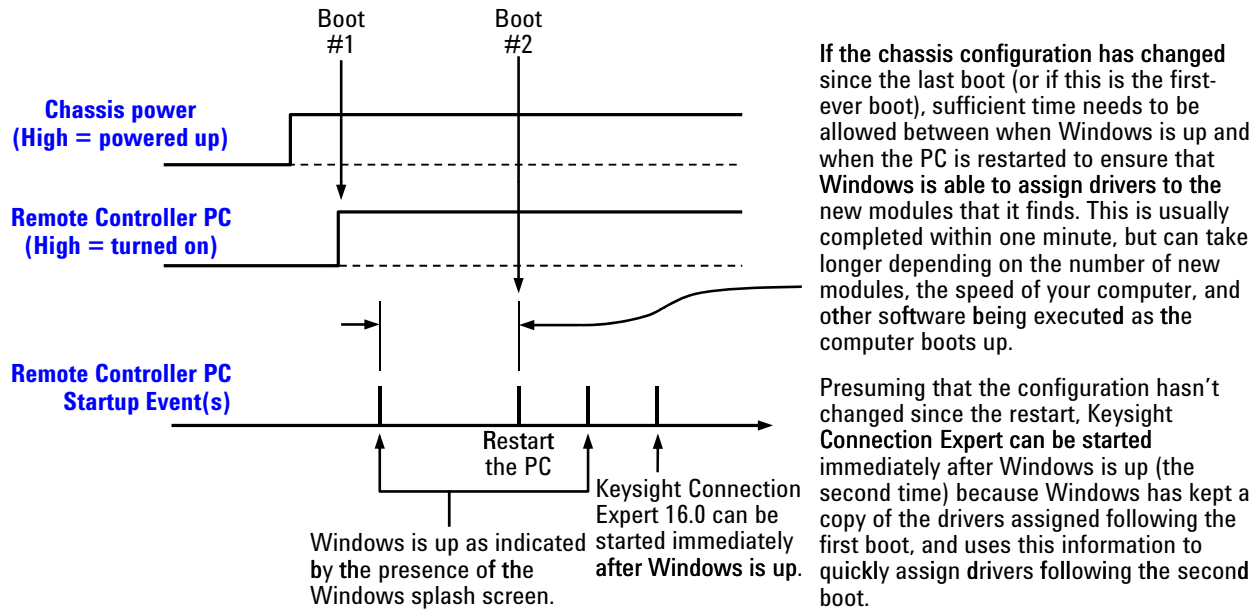 Boot
#1
Boot
#2
Chassis power
(High = powered up)
Remote Controller PC
(High = turned on)
Remote Controller PC
Startup Event(s)
Restart
the PC
Windows is up as indicated
by the presence of the
Windows splash screen.
Keysight Connection
Expert 16.0 can be
started immediately
after Windows is up.
If the chassis configuration has changed
since the last boot (or if this is the first-
ever boot), sufficient time needs to be
allowed between when Windows is up and
when the PC is restarted to ensure that
Windows is able to assign drivers to the
new modules that it finds. This is usually
completed within one minute, but can take
longer depending on the number of new
modules, the speed of your computer, and
other software being executed as the
computer boots up.
Presuming that the configuration hasn't
changed since the restart, Keysight
Connection Expert can be started
immediately after Windows is up (the
second time) because Windows has kept a
copy of the drivers assigned following the
first boot, and uses this information to
quickly assign drivers following the second
boot.